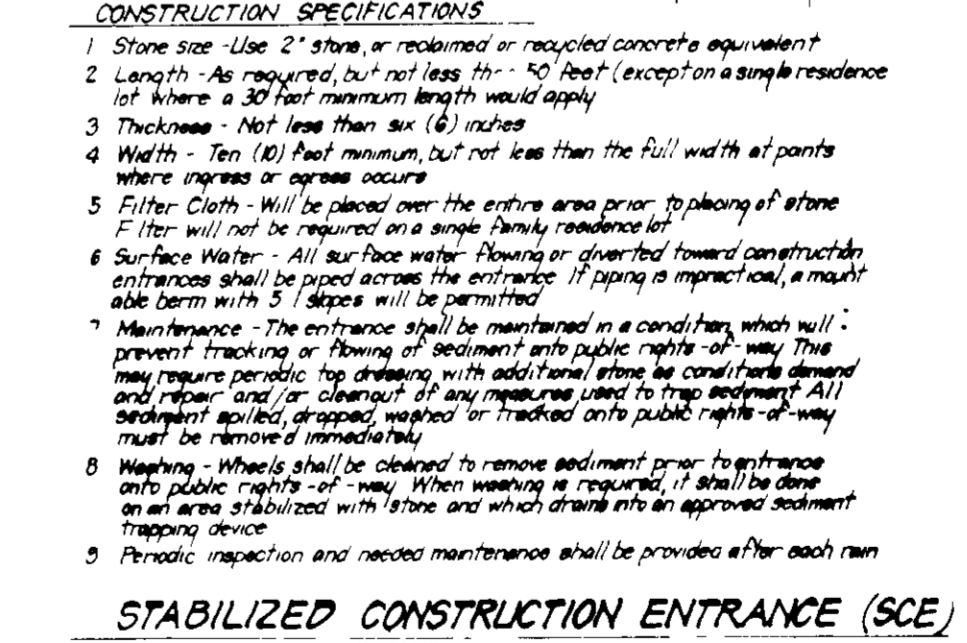 CONSTRUCTION SPECIFICATIONS
1 Stone size - Use 2" stone, or reclaimed or recycled concrete equivalent
2 Length - As required, but not less th-- 50 feet (except on a single residence
lot where a 30 foot minimum length would apply
3 Thickness - Not less than six (6) inches
4 Width - Ten (10) foot minimum, but not less than the full width at points
where ingress or egress occurs
5 Filter Cloth - Will be placed over the entire area prior to placing of stone
F lter will not be required on a single family residence lot
6 Surface Water - All surface water flowing or diverted toward construction
entrances shall be piped across the entrance If piping is impractical, a mount
able berm with 5 1 slopes will be permitted
7 Maintenance - The entrance shall be maintained in a condition which will
prevent tracking or flowing of sediment onto public rights-of-way This
may require periodic top dressing with additional stone as conditions demand
and repair and/or cleanout of any measures used to trap sediment All
sediment spilled, dropped, washed or tracked onto public rights-of-way
must be removed immediately
8 Washing - Wheels shall be cleaned to remove sediment prior to entrance
onto public rights-of-way When washing is required, it shall be done
on an area stabilized with stone and which drains into an approved sediment
trapping device
9 Periodic inspection and needed maintenance shall be provided after each rain
STABILIZED CONSTRUCTION ENTRANCE (SCE)